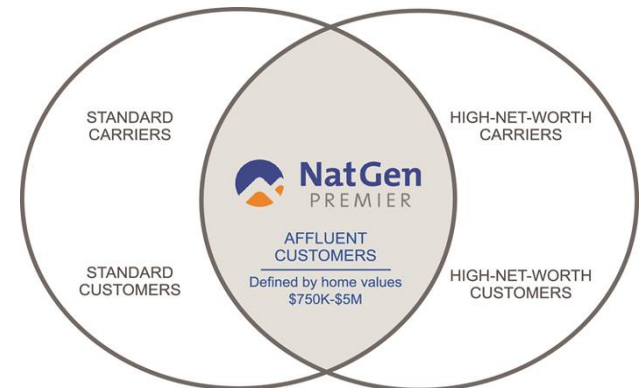 STANDARD
CARRIERS
HIGH-NET-WORTH
CARRIERS
NatGen
PREMIER
AFFLUENT
CUSTOMERS
Defined by home values
$750K-$5M
STANDARD
CUSTOMERS
HIGH-NET-WORTH
CUSTOMERS